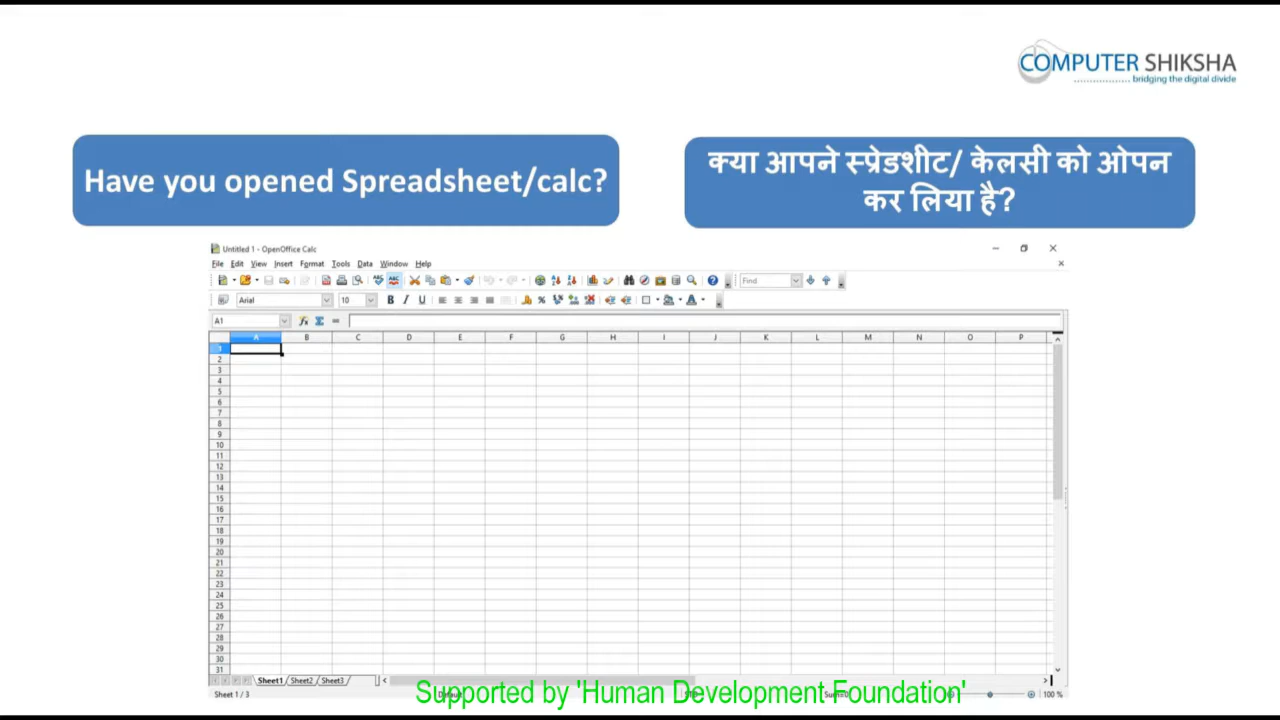 COMPUTER SHIKSHA
bridging the digital divide
Have you opened Spreadsheet/calc?
क्या आपने स्प्रेडशीट/ केलसी को ओपन
कर लिया है?
Untitled 1 - OpenOffice Calc
File Edit View Insert Format Tools Data Window Help
Find
Arial 10 B I U
A1
A B C D E F G H I J K L M N O P
1
2
3
4
5
6
7
8
9
10
11
12
13
14
15
16
17
18
19
20
21
22
23
24
25
26
27
28
29
30
31
Sheet1 Sheet2 Sheet3
Sheet 1 / 3 100 %
Supported by 'Human Development Foundation'